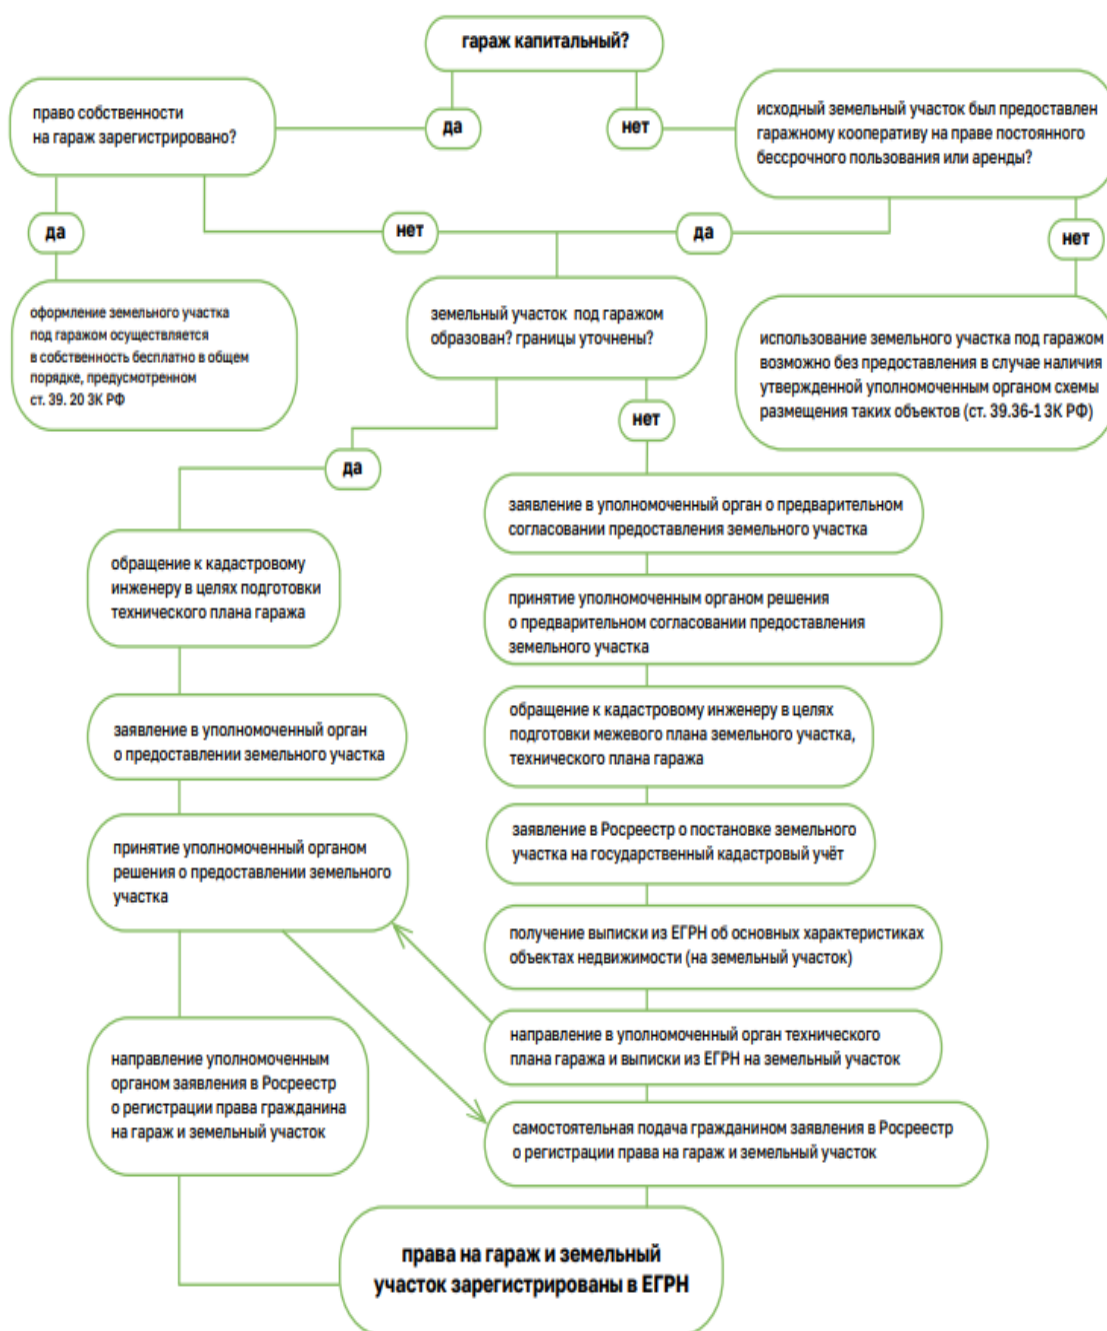 гараж капитальный?
право собственности
на гараж зарегистрировано?
да
нет
исходный земельный участок был предоставлен
гаражному кооперативу на праве постоянного
бессрочного пользования или аренды?
да
нет
да
нет
оформление земельного участка
под гаражом осуществляется
в собственность бесплатно в общем
порядке, предусмотренном
ст. 39. 20 ЗК РФ
земельный участок под гаражом
образован? границы уточнены?
использование земельного участка под гаражом
возможно без предоставления в случае наличия
утвержденной уполномоченным органом схемы
размещения таких объектов (ст. 39.36-1 ЗК РФ)
нет
да
заявление в уполномоченный орган о предварительном
согласовании предоставления земельного участка
обращение к кадастровому
инженеру в целях подготовки
технического плана гаража
принятие уполномоченным органом решения
о предварительном согласовании предоставления
земельного участка
заявление в уполномоченный орган
о предоставлении земельного участка
обращение к кадастровому инженеру в целях
подготовки межевого плана земельного участка,
технического плана гаража
принятие уполномоченный органом
решения о предоставлении земельного
участка
заявление в Росреестр о постановке земельного
участка на государственный кадастровый учёт
получение выписки из ЕГРН об основных характеристиках
объектах недвижимости (на земельный участок)
направление в уполномоченный орган технического
плана гаража и выписки из ЕГРН на земельный участок
направление уполномоченным
органом заявления в Росреестр
о регистрации права гражданина
на гараж и земельный участок
самостоятельная подача гражданином заявления в Росреестр
о регистрации права на гараж и земельный участок
права на гараж и земельный
участок зарегистрированы в ЕГРН